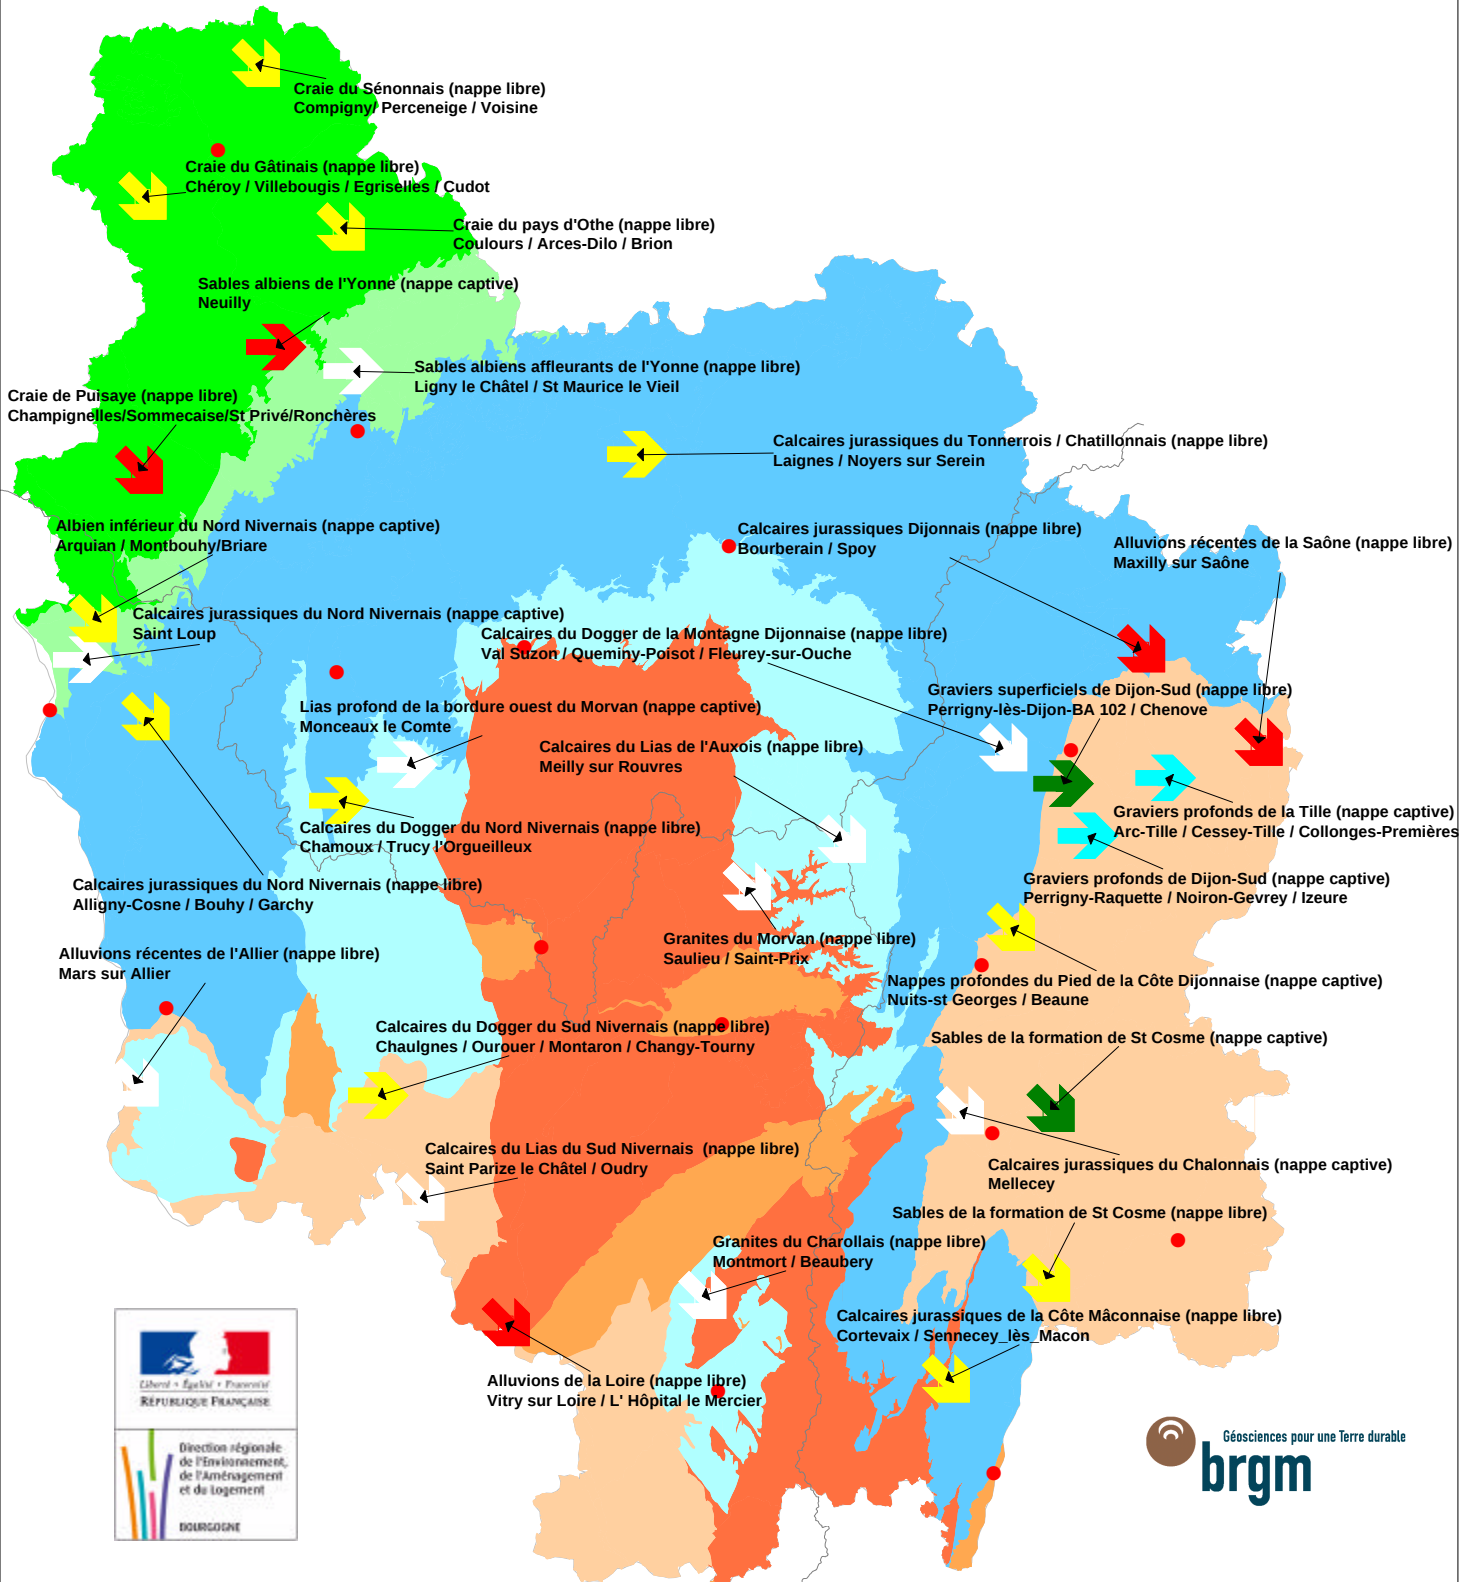 Craie du Sénonnais (nappe libre)
Compigny/ Perceneige / Voisine
Craie du Gâtinais (nappe libre)
Chéroy / Villebougis / Egriselles / Cudot
Craie du pays d'Othe (nappe libre)
Coulours / Arces-Dilo / Brion
Sables albiens de l'Yonne (nappe captive)
Neuilly
Sables albiens affleurants de l'Yonne (nappe libre)
Ligny le Châtel / St Maurice le Vieil
Craie de Puisaye (nappe libre)
Champignelles/Sommecaise/St Privé/Ronchères
Calcaires jurassiques du Tonnerrois / Chatillonnais (nappe libre)
Laignes / Noyers sur Serein
Albien inférieur du Nord Nivernais (nappe captive)
Arquian / Montbouhy/Briare
Calcaires jurassiques Dijonnais (nappe libre)
Bourberain / Spoy
Alluvions récentes de la Saône (nappe libre)
Maxilly sur Saône
Calcaires jurassiques du Nord Nivernais (nappe captive)
Saint Loup
Calcaires du Dogger de la Montagne Dijonnaise (nappe libre)
Val Suzon / Queminy-Poisot / Fleurey-sur-Ouche
Graviers superficiels de Dijon-Sud (nappe libre)
Perrigny-lès-Dijon-BA 102 / Chenove
Lias profond de la bordure ouest du Morvan (nappe captive)
Monceaux le Comte
Calcaires du Lias de l'Auxois (nappe libre)
Meilly sur Rouvres
Graviers profonds de la Tille (nappe captive)
Arc-Tille / Cessey-Tille / Collonges-Premières
Calcaires du Dogger du Nord Nivernais (nappe libre)
Chamoux / Trucy l'Orgueilleux
Graviers profonds de Dijon-Sud (nappe captive)
Perrigny-Raquette / Noiron-Gevrey / Izeure
Calcaires jurassiques du Nord Nivernais (nappe libre)
Alligny-Cosne / Bouhy / Garchy
Granites du Morvan (nappe libre)
Saulieu / Saint-Prix
Alluvions récentes de l'Allier (nappe libre)
Mars sur Allier
Nappes profondes du Pied de la Côte Dijonnaise (nappe captive)
Nuits-st Georges / Beaune
Calcaires du Dogger du Sud Nivernais (nappe libre)
Chaulgnes / Ourouer / Montaron / Changy-Tourny
Sables de la formation de St Cosme (nappe captive)
Calcaires du Lias du Sud Nivernais (nappe libre)
Saint Parize le Châtel / Oudry
Calcaires jurassiques du Chalonnais (nappe captive)
Mellecey
Sables de la formation de St Cosme (nappe libre)
Granites du Charollais (nappe libre)
Montmort / Beaubery
Calcaires jurassiques de la Côte Mâconnaise (nappe libre)
Cortevaix / Sennecey_lès_Macon
Alluvions de la Loire (nappe libre)
Vitry sur Loire / L' Hôpital le Mercier
Liberté • Égalité • Fraternité
RÉPUBLIQUE FRANÇAISE
Direction régionale
de l'Environnement,
de l'Aménagement
et du Logement
BOURGOGNE
Géosciences pour une Terre durable
brgm